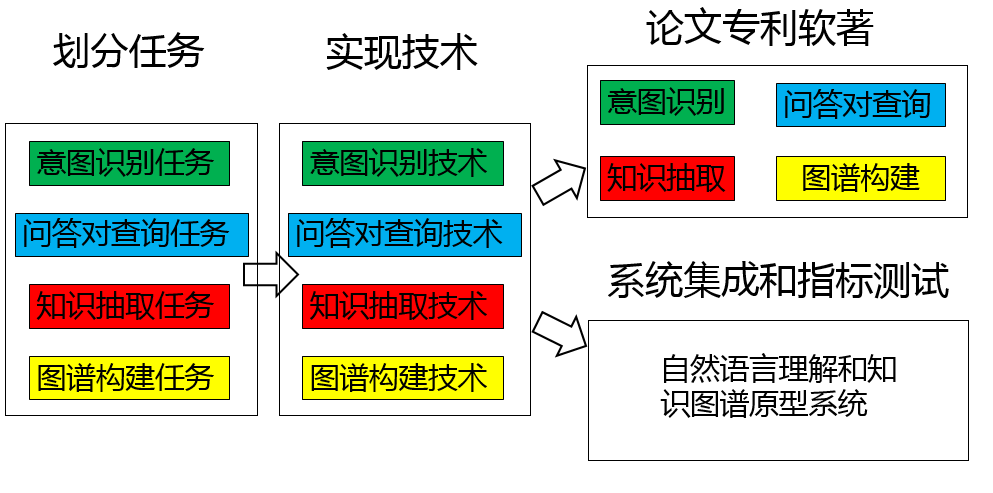 划分任务
意图识别任务
问答对查询任务
知识抽取任务
图谱构建任务
实现技术
意图识别技术
问答对查询技术
知识抽取技术
图谱构建技术
论文专利软著
意图识别
问答对查询
知识抽取
图谱构建
系统集成和指标测试
自然语言理解和知
识图谱原型系统